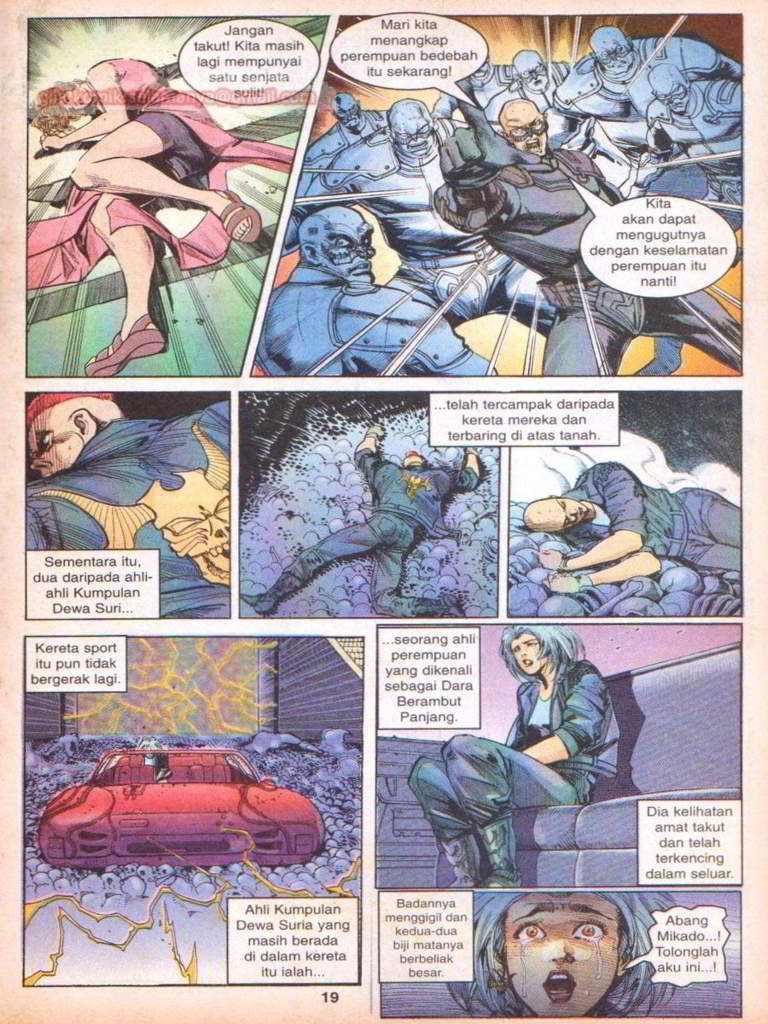 Jangan
takut! Kita masih
lagi mempunyai
satu senjata
sulit!
Mari kita
menangkap
perempuan bedebah
itu sekarang!
Kita
akan dapat
mengugutnya
dengan keselamatan
perempuan itu
nanti!
Sementara itu,
dua daripada ahli-
ahli Kumpulan
Dewa Suri...
...telah tercampak daripada
kereta mereka dan
terbaring di atas tanah.
Kereta sport
itu pun tidak
bergerak lagi.
Ahli Kumpulan
Dewa Suria yang
masih berada
di dalam kereta
itu ialah...
...seorang ahli
perempuan
yang dikenali
sebagai Dara
Berambut
Panjang.
Dia kelihatan
amat takut
dan telah
terkencing
dalam seluar.
Badannya
menggigil dan
kedua-dua
biji matanya
berbeliak
besar.
Abang
Mikado...!
Tolonglah
aku ini...!
19